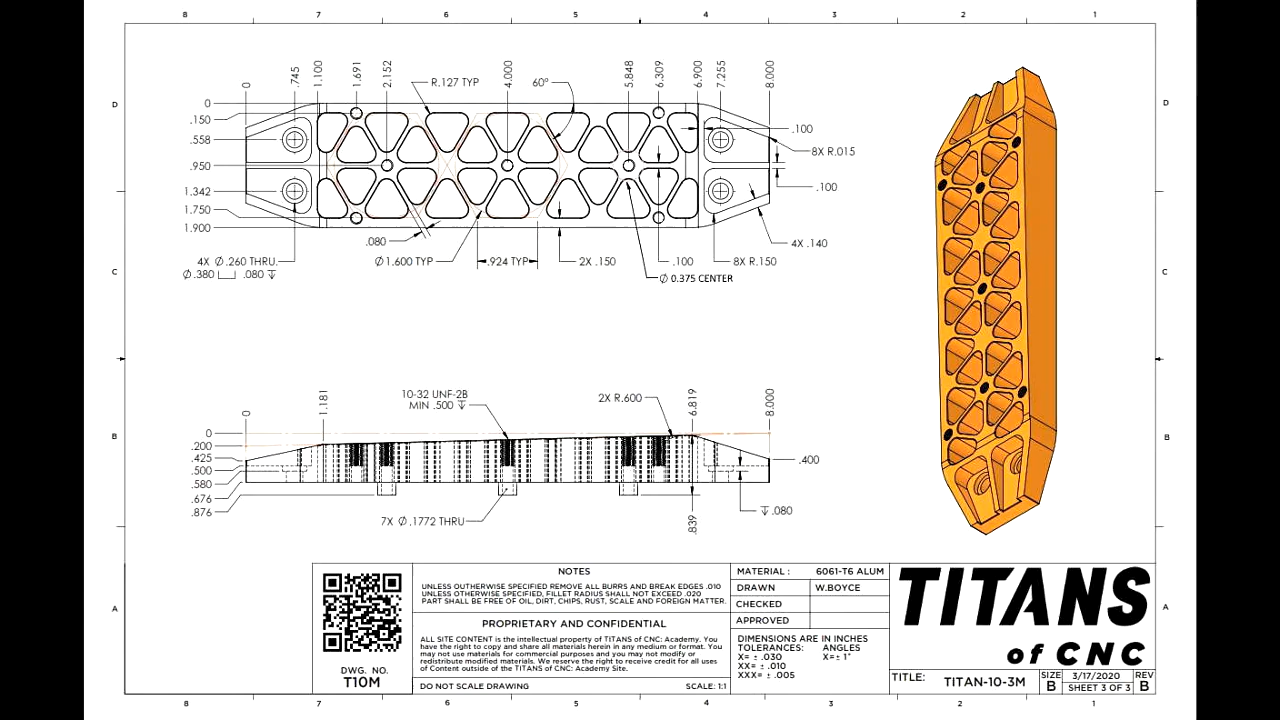 8 7 6 5 4 3 2 1
D
C
B
A
D
C
B
A
0 .745 1.100 1.691 2.152 4.000 5.848 6.309 6.900 7.255 8.000
R.127 TYP
60°
0
.150
.558
.950
1.342
1.750
1.900
.100
8X R.015
.100
4X .140
8X R.150
.100
2X .150
.924 TYP
Ø 1.600 TYP
.080
Ø 0.375 CENTER
4X Ø .260 THRU.
Ø .380 ⌴ .080 ↧
0 1.181 6.819 8.000
10-32 UNF-2B
MIN .500 ↧
2X R.600
0
.200
.425
.500
.580
.676
.876
.400
↧ .080
.839
7X Ø .1772 THRU
DWG. NO.
T10M
NOTES
UNLESS OUTHERWISE SPECIFIED REMOVE ALL BURRS AND BREAK EDGES .010
UNLESS OTHERWISE SPECIFIED, FILLET RADIUS SHALL NOT EXCEED .020
PART SHALL BE FREE OF OIL, DIRT, CHIPS, RUST, SCALE AND FOREIGN MATTER.
PROPRIETARY AND CONFIDENTIAL
ALL SITE CONTENT is the intellectual property of TITANS of CNC: Academy. You
have the right to copy and share all materials herein in any medium or format. You
may not use materials for commercial purposes and you may not modify or
redistribute modified materials. We reserve the right to receive credit for all uses
of Content outside of the TITANS of CNC: Academy Site.
DO NOT SCALE DRAWING SCALE: 1:1
MATERIAL : 6061-T6 ALUM
DRAWN W.BOYCE
CHECKED
APPROVED
DIMENSIONS ARE IN INCHES
TOLERANCES: ANGLES
X= ± .030 X=± 1°
XX= ± .010
XXX= ± .005
TITANS
of CNC
TITLE: TITAN-10-3M
SIZE
B
3/17/2020
SHEET 3 OF 3
REV
B
8 7 6 5 4 3 2 1